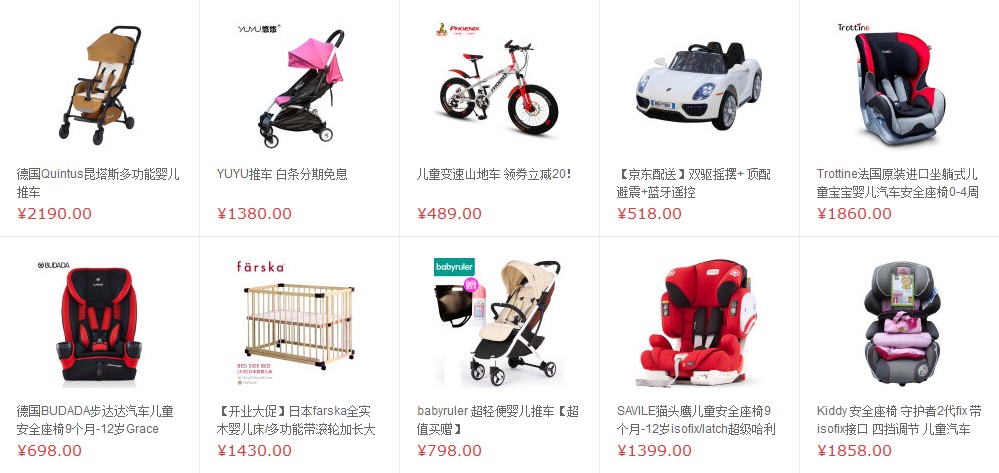 YUYU悠悠
PHOENIX
Trottine
德国Quintus昆塔斯多功能婴儿
推车
¥2190.00
YUYU推车 白条分期免息
¥1380.00
儿童变速山地车 领券立减20!
¥489.00
【京东配送】双驱摇摆+ 顶配
避震+蓝牙遥控
¥518.00
Trottine法国原装进口坐躺式儿
童宝宝婴儿汽车安全座椅0-4周
¥1860.00
BUDADA
färska
BED SIDE BED
babyruler
德国BUDADA步达达汽车儿童
安全座椅9个月-12岁Grace
¥698.00
【开业大促】日本farska全实
木婴儿床/多功能带滚轮加长大
¥1430.00
babyruler 超轻便婴儿推车【超
值买赠】
¥798.00
SAVILE猫头鹰儿童安全座椅9
个月-12岁isofix/latch超级哈利
¥1399.00
Kiddy 安全座椅 守护者2代fix 带
isofix接口 四挡调节 儿童汽车
¥1858.00